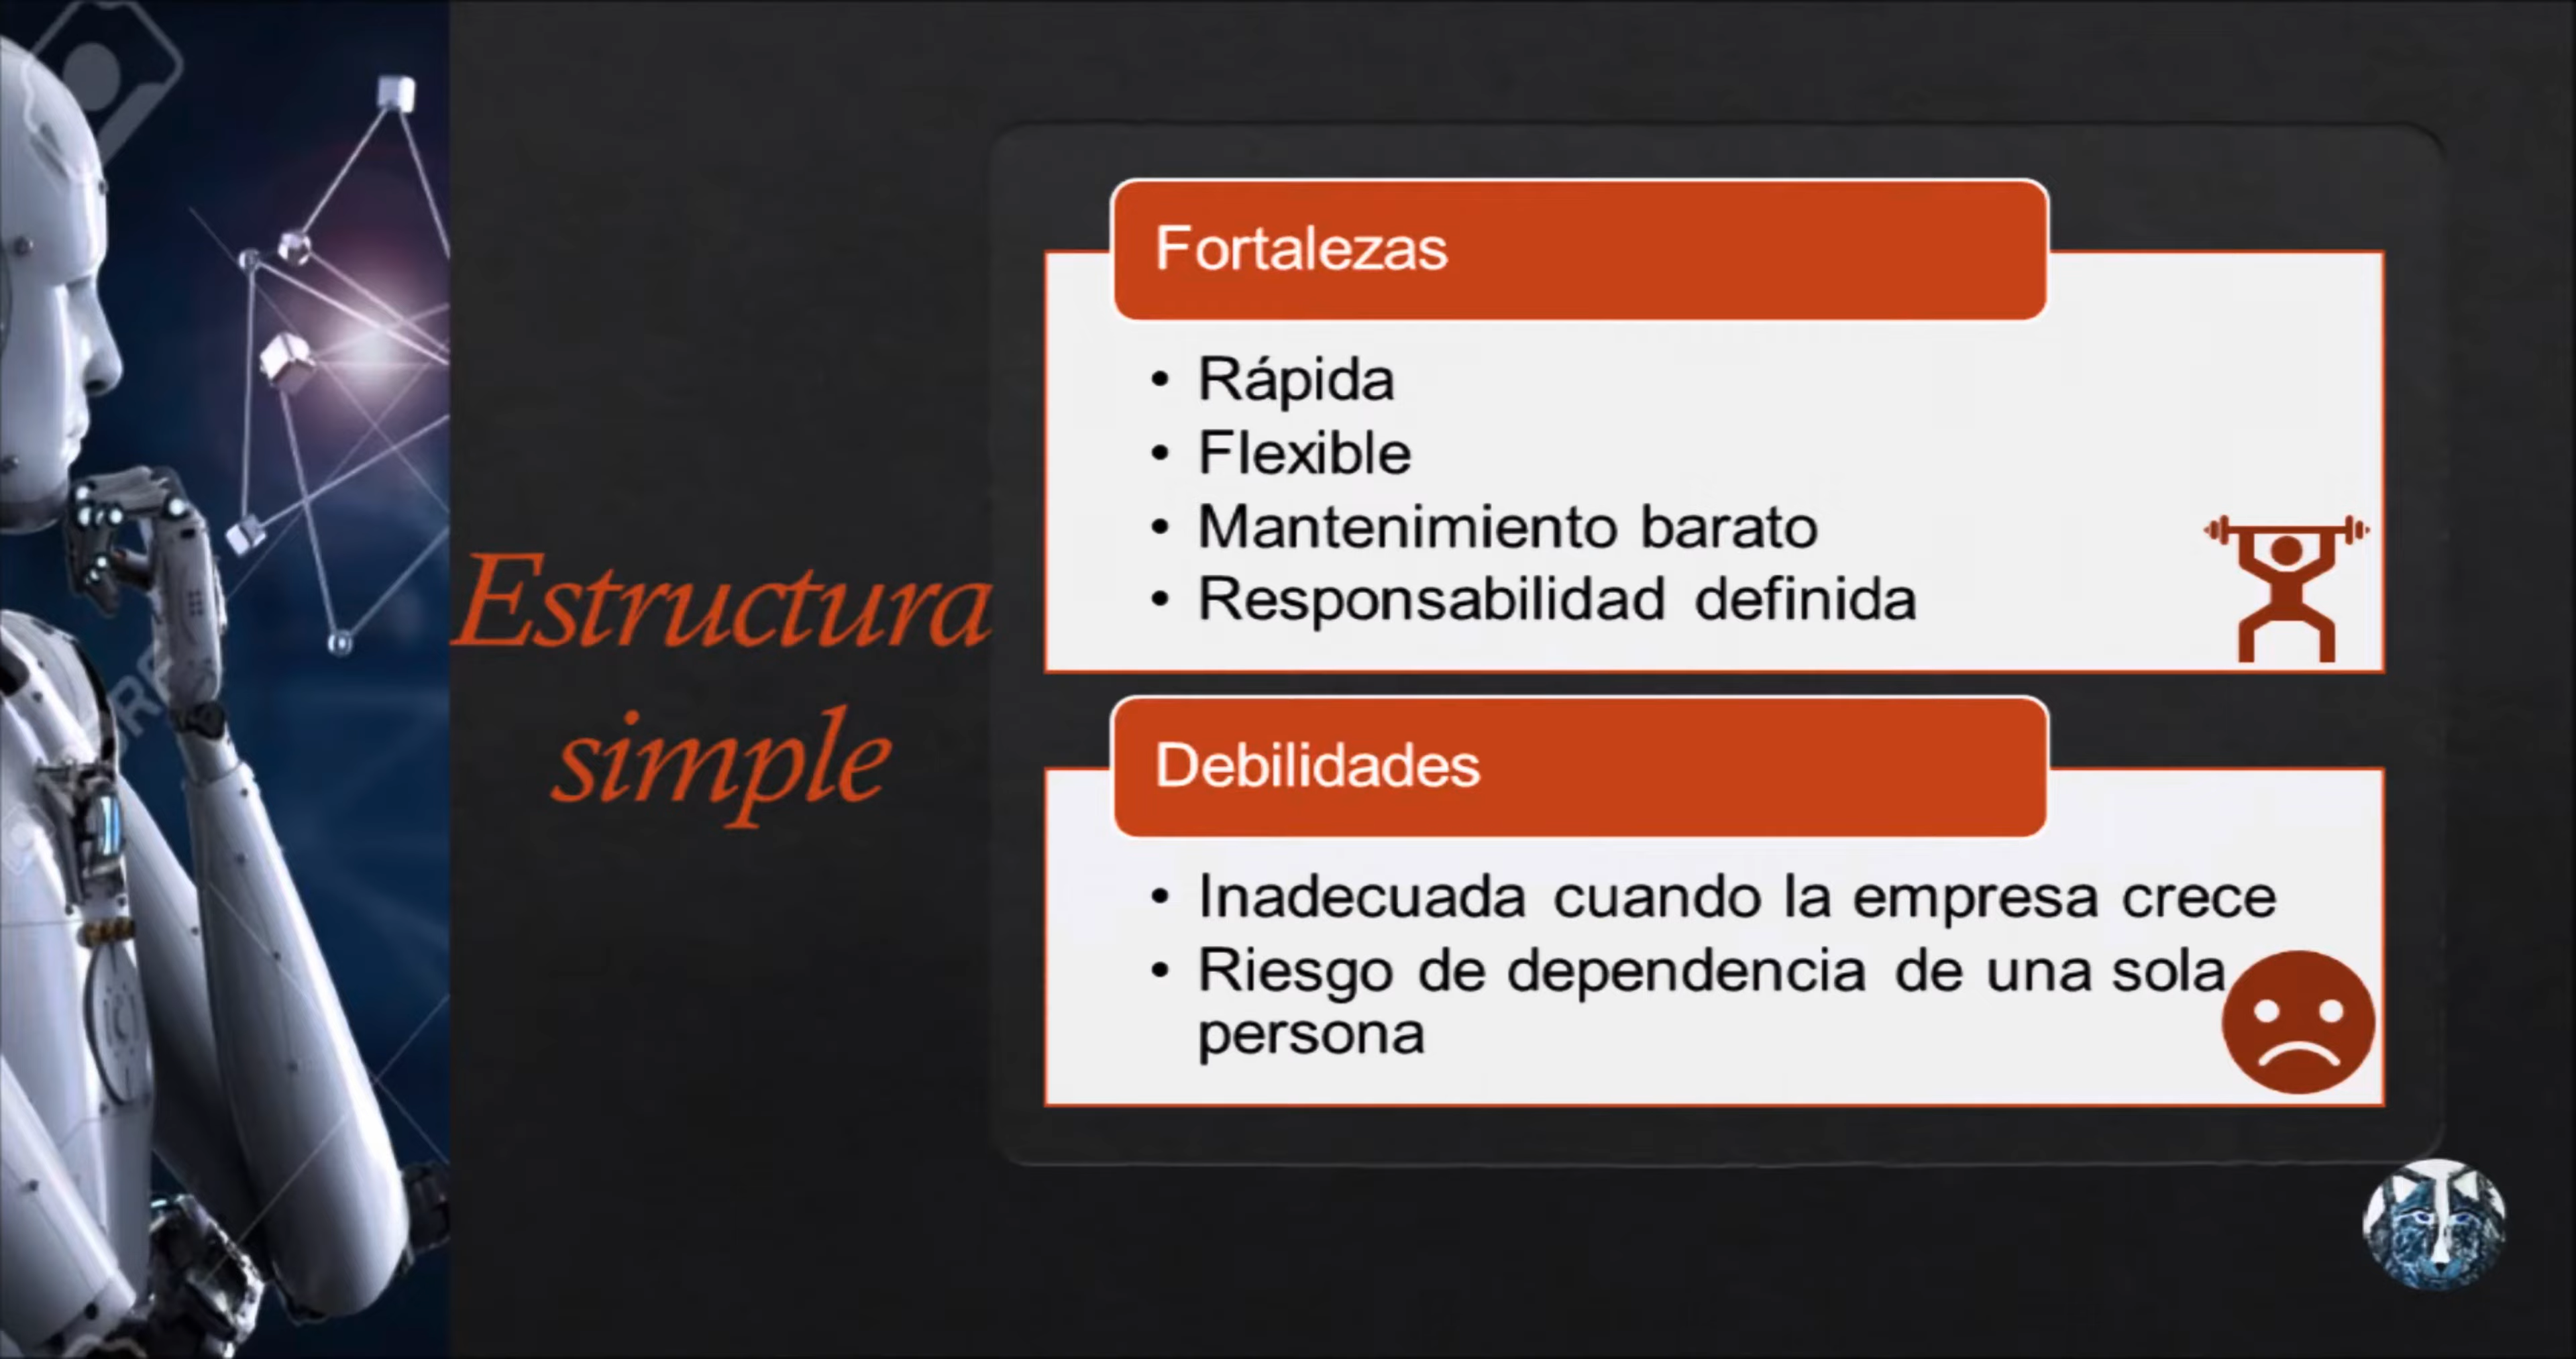 Estructura
simple
Fortalezas
• Rápida
• Flexible
• Mantenimiento barato
• Responsabilidad definida
Debilidades
• Inadecuada cuando la empresa crece
• Riesgo de dependencia de una sola
persona